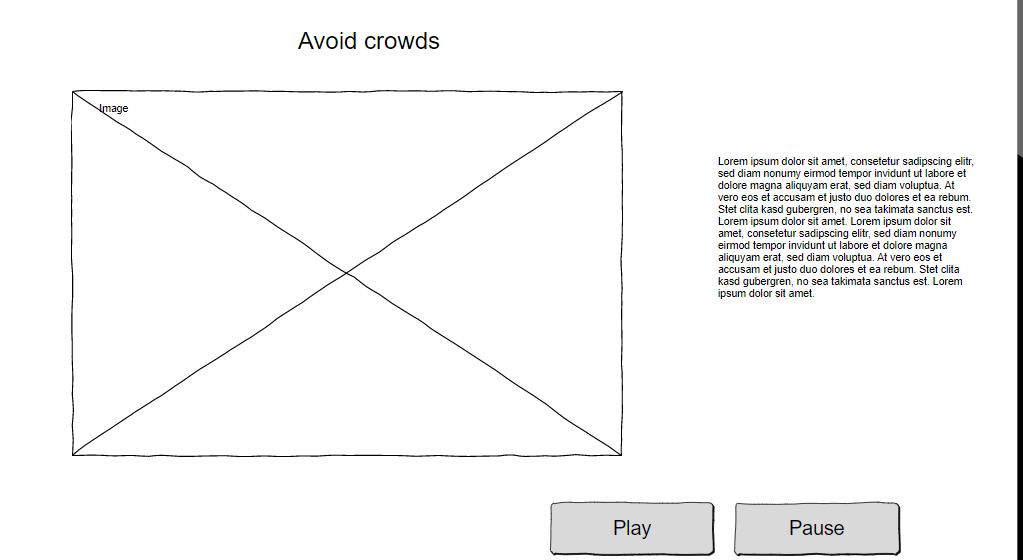 Avoid crowds
Image
Lorem ipsum dolor sit amet, consetetur sadipscing elitr,
sed diam nonumy eirmod tempor invidunt ut labore et
dolore magna aliquyam erat, sed diam voluptua. At
vero eos et accusam et justo duo dolores et ea rebum.
Stet clita kasd gubergren, no sea takimata sanctus est.
Lorem ipsum dolor sit amet. Lorem ipsum dolor sit
amet, consetetur sadipscing elitr, sed diam nonumy
eirmod tempor invidunt ut labore et dolore magna
aliquyam erat, sed diam voluptua. At vero eos et
accusam et justo duo dolores et ea rebum. Stet clita
kasd gubergren, no sea takimata sanctus est. Lorem
ipsum dolor sit amet.
Play
Pause